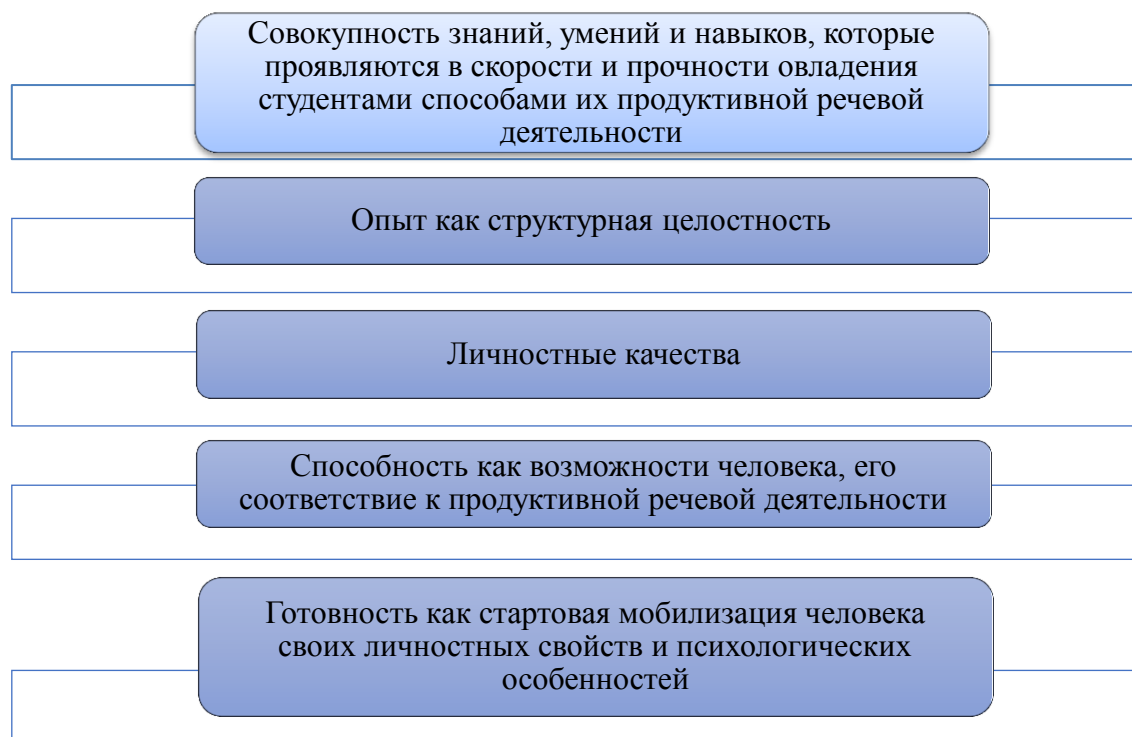 Совокупность знаний, умений и навыков, которые
проявляются в скорости и прочности овладения
студентами способами их продуктивной речевой
деятельности
Опыт как структурная целостность
Личностные качества
Способность как возможности человека, его
соответствие к продуктивной речевой деятельности
Готовность как стартовая мобилизация человека
своих личностных свойств и психологических
особенностей